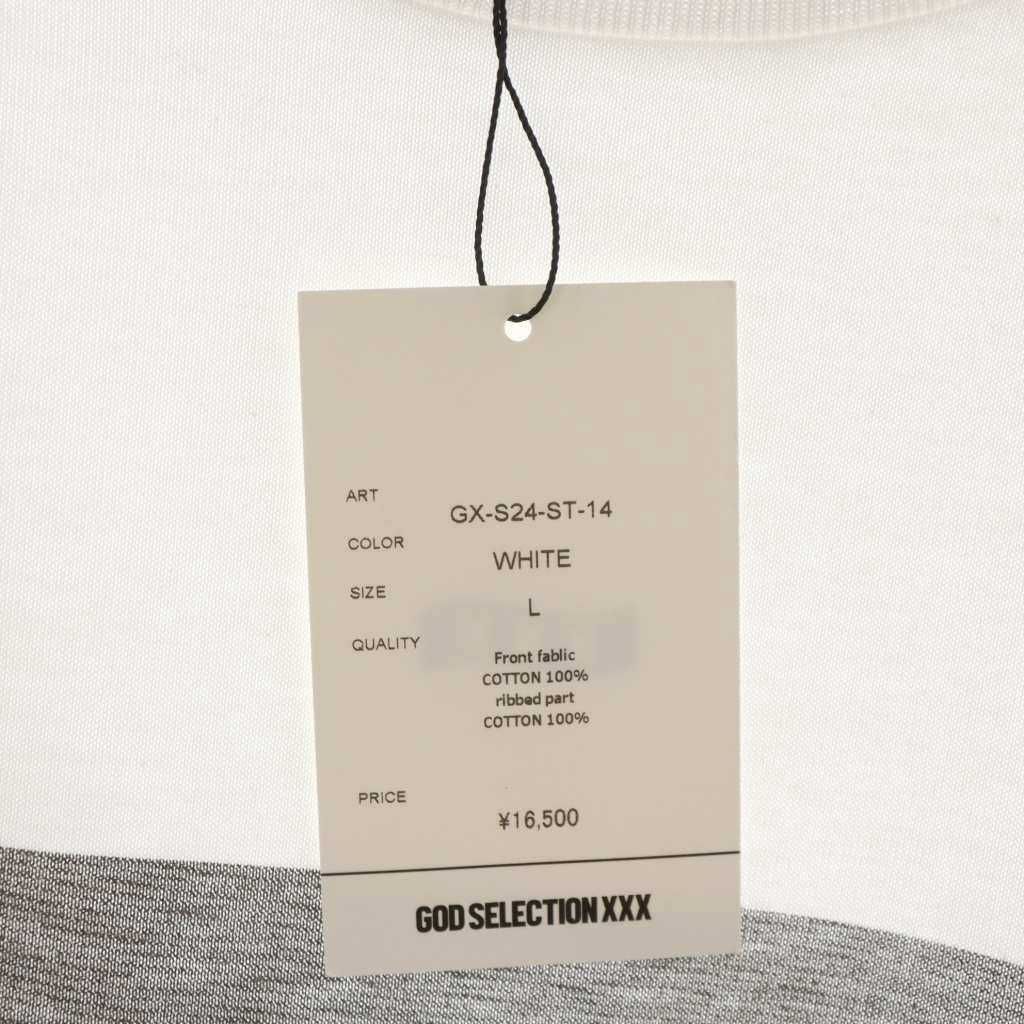 ART
GX-S24-ST-14
COLOR
WHITE
SIZE
L
QUALITY
Front fablic
COTTON 100%
ribbed part
COTTON 100%
PRICE
¥16,500
GOD SELECTION XXX